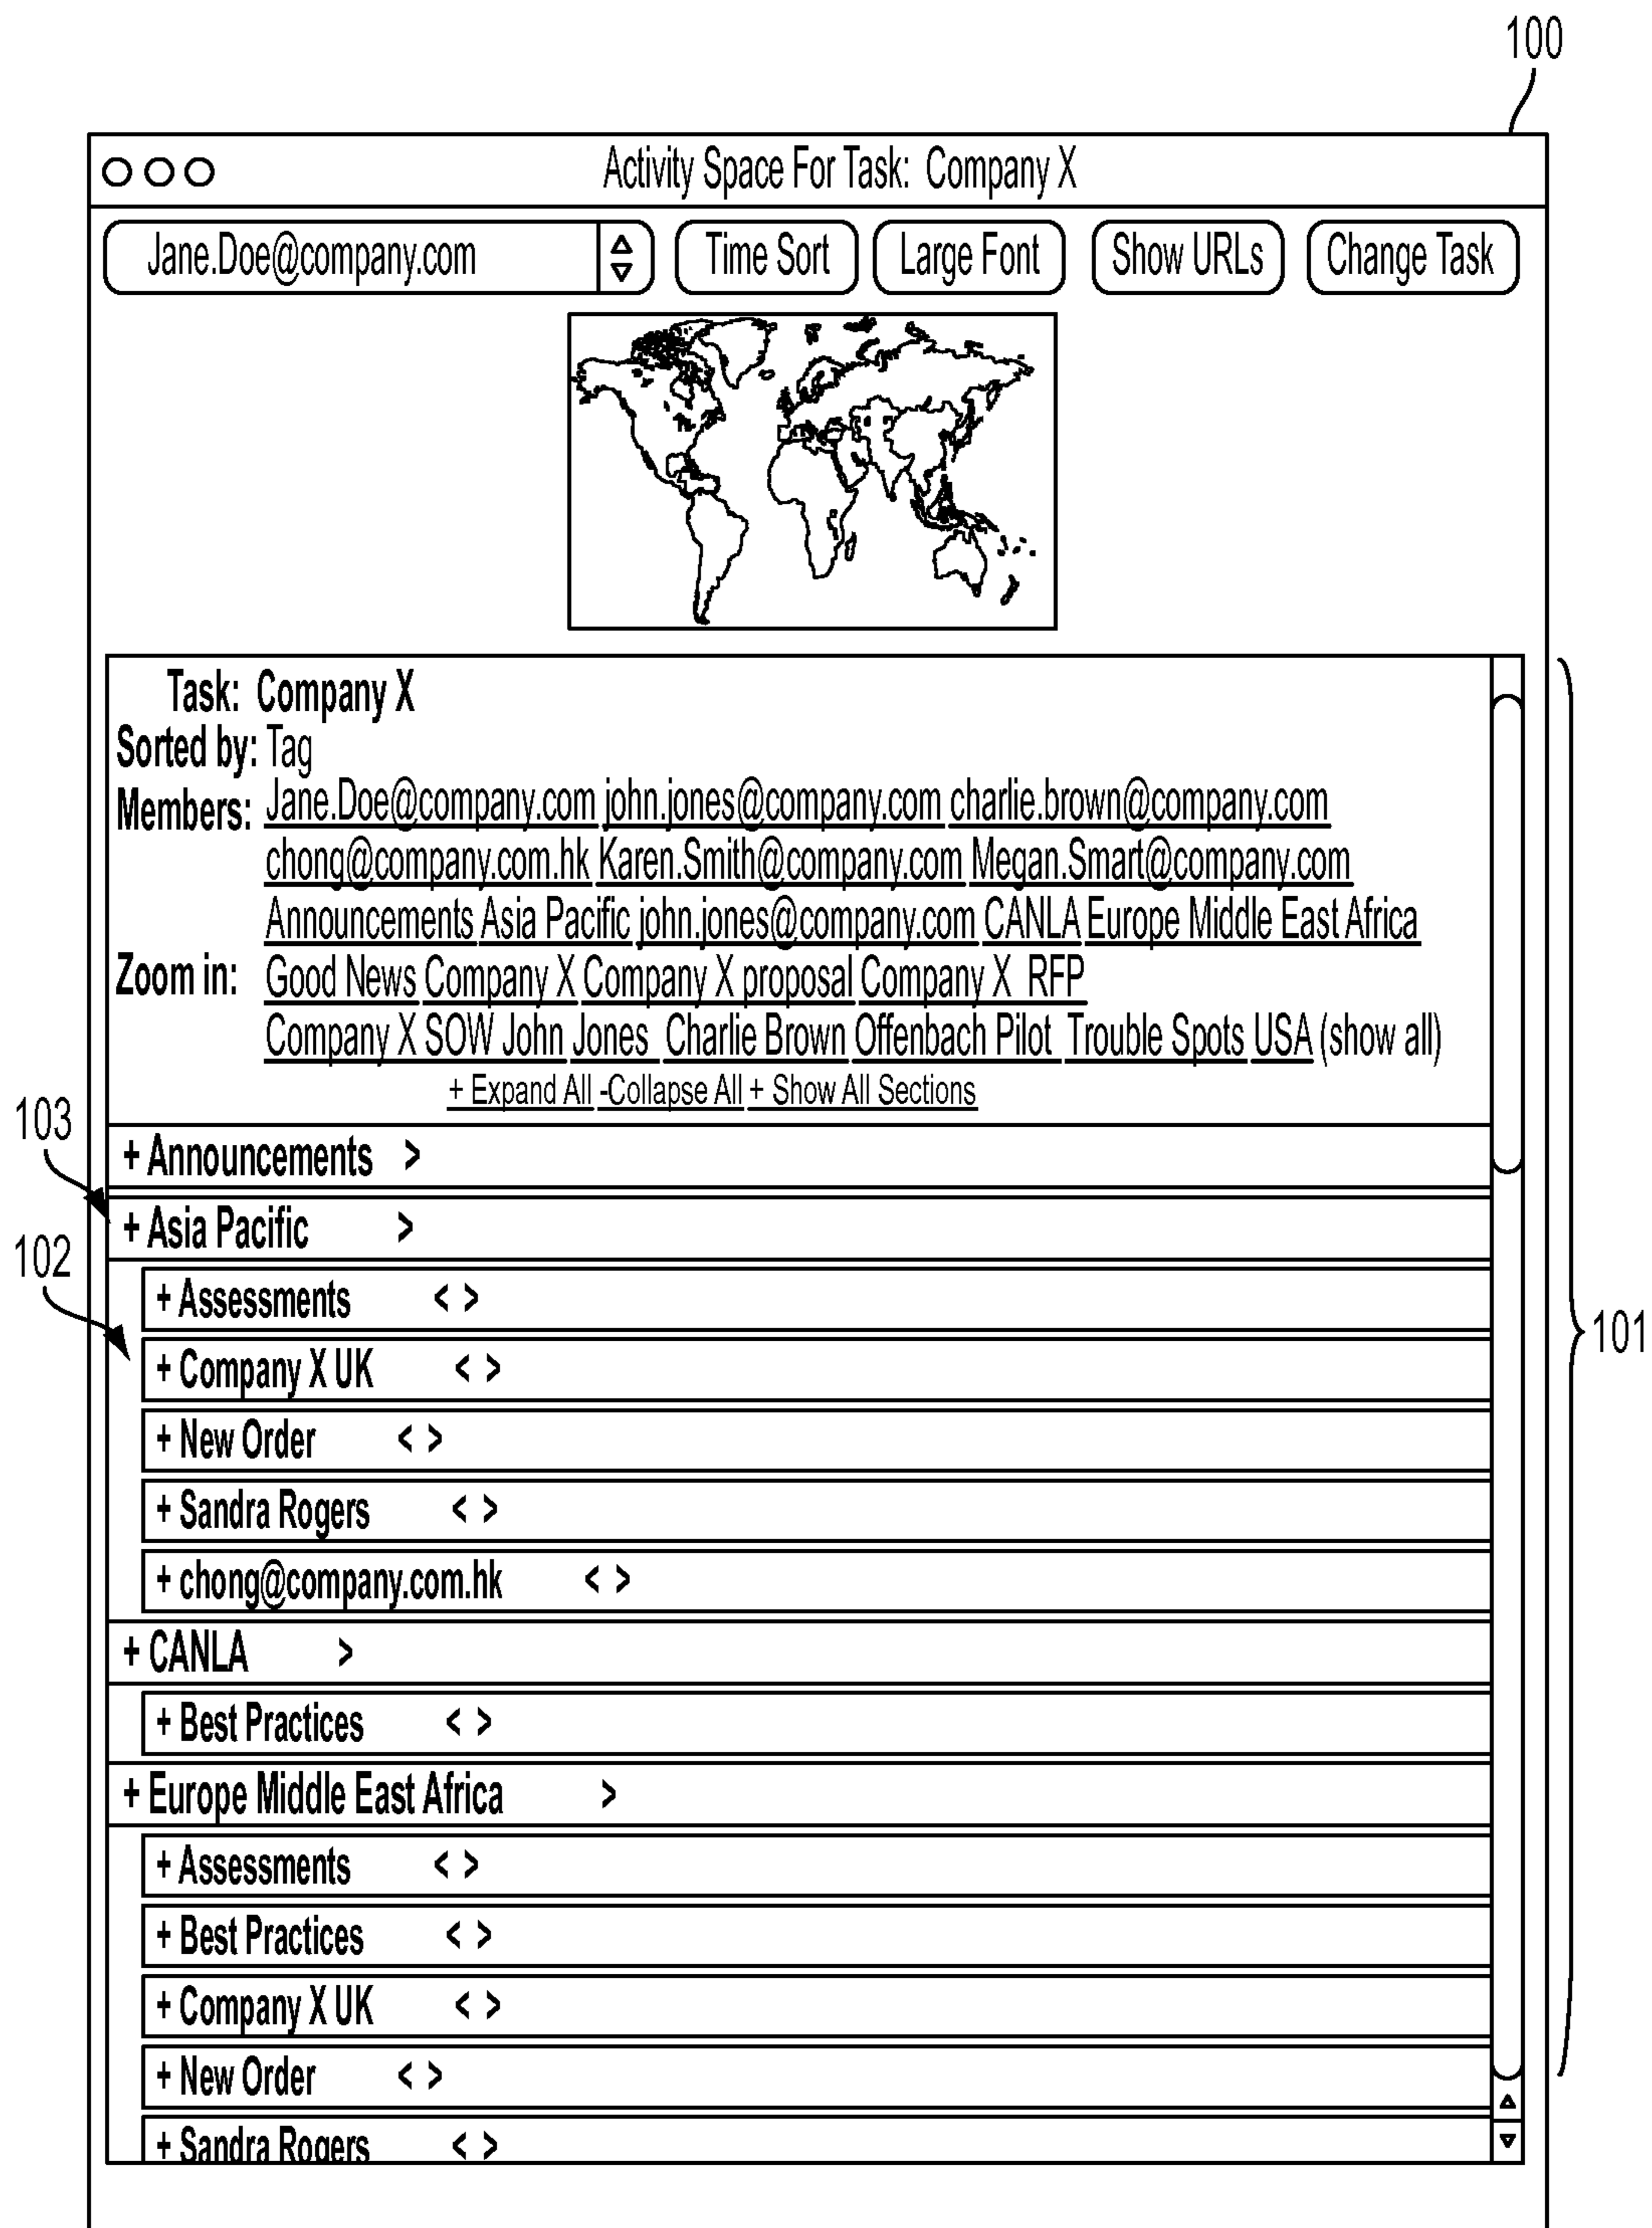 100
Activity Space For Task: Company X
Jane.Doe@company.com Time Sort Large Font Show URLs Change Task
Task: Company X
Sorted by: Tag
Members: Jane.Doe@company.com john.jones@company.com charlie.brown@company.com
chong@company.com.hk Karen.Smith@company.com Megan.Smart@company.com
Announcements Asia Pacific john.jones@company.com CANLA Europe Middle East Africa
Zoom in: Good News Company X Company X proposal Company X RFP
Company X SOW John Jones Charlie Brown Offenbach Pilot Trouble Spots USA (show all)
+ Expand All -Collapse All + Show All Sections
103
+ Announcements >
+ Asia Pacific >
102
+ Assessments < >
101
+ Company X UK < >
+ New Order < >
+ Sandra Rogers < >
+ chong@company.com.hk < >
+ CANLA >
+ Best Practices < >
+ Europe Middle East Africa >
+ Assessments < >
+ Best Practices < >
+ Company X UK < >
+ New Order < >
+ Sandra Rogers < >